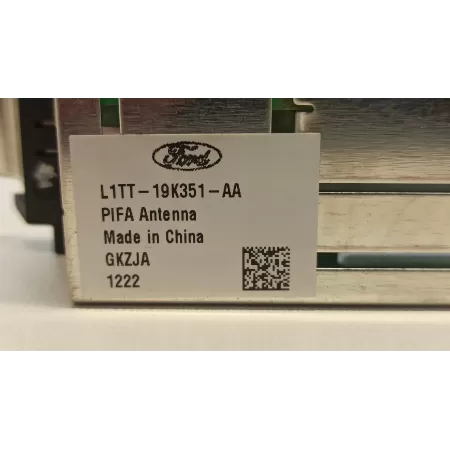 Ford
L1TT-19K351-AA
PIFA Antenna
Made in China
GKZJA
1222